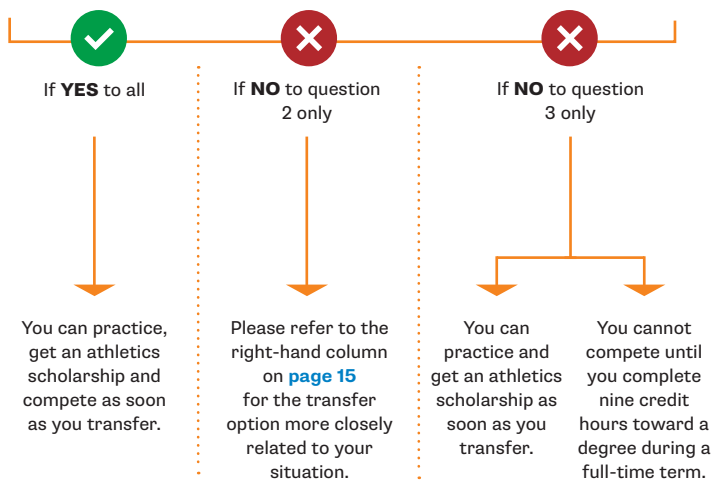 If YES to all
If NO to question
2 only
If NO to question
3 only
You can practice,
get an athletics
scholarship and
compete as soon
as you transfer.
Please refer to the
right-hand column
on page 15
for the transfer
option more closely
related to your
situation.
You can
practice and
get an athletics
scholarship as
soon as you
transfer.
You cannot
compete until
you complete
nine credit
hours toward a
degree during a
full-time term.